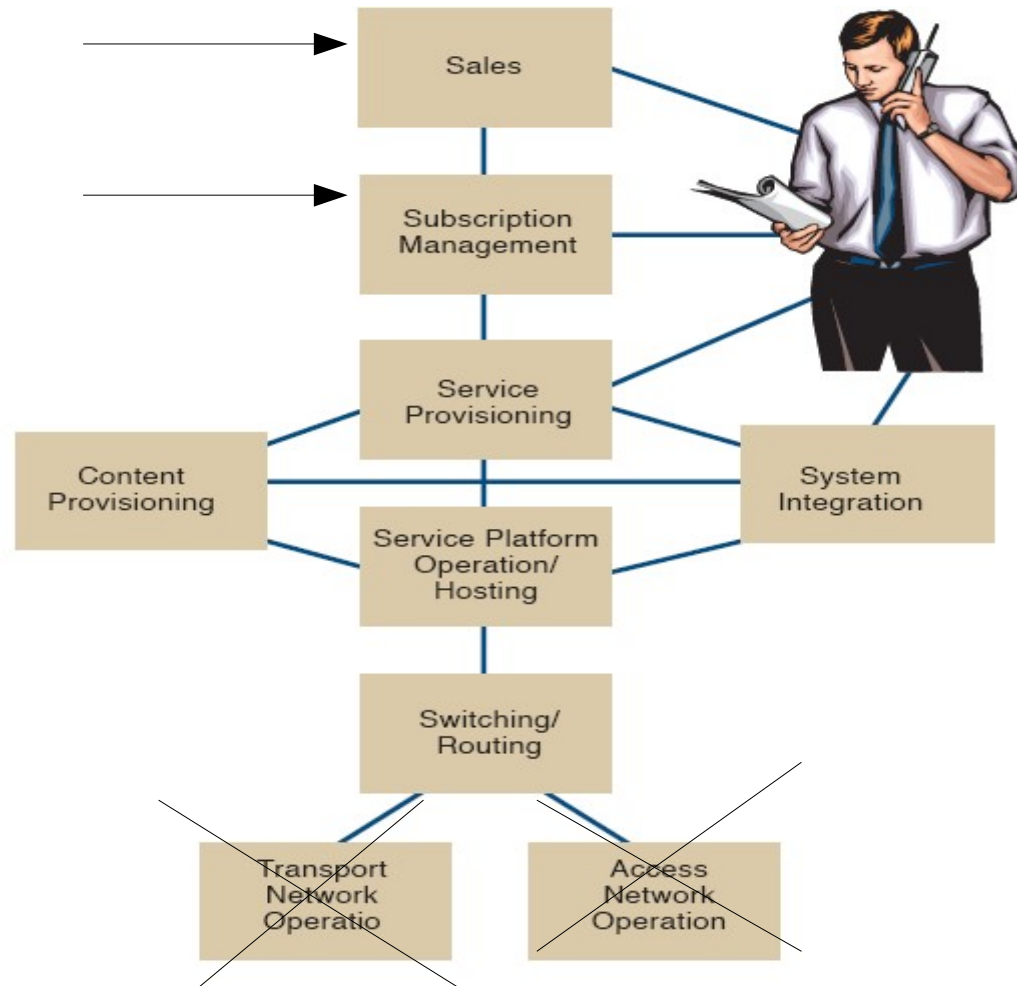 Sales
Subscription
Management
Service
Provisioning
Content
Provisioning
System
Integration
Service Platform
Operation/
Hosting
Switching/
Routing
Transport
Network
Operatio
Access
Network
Operation